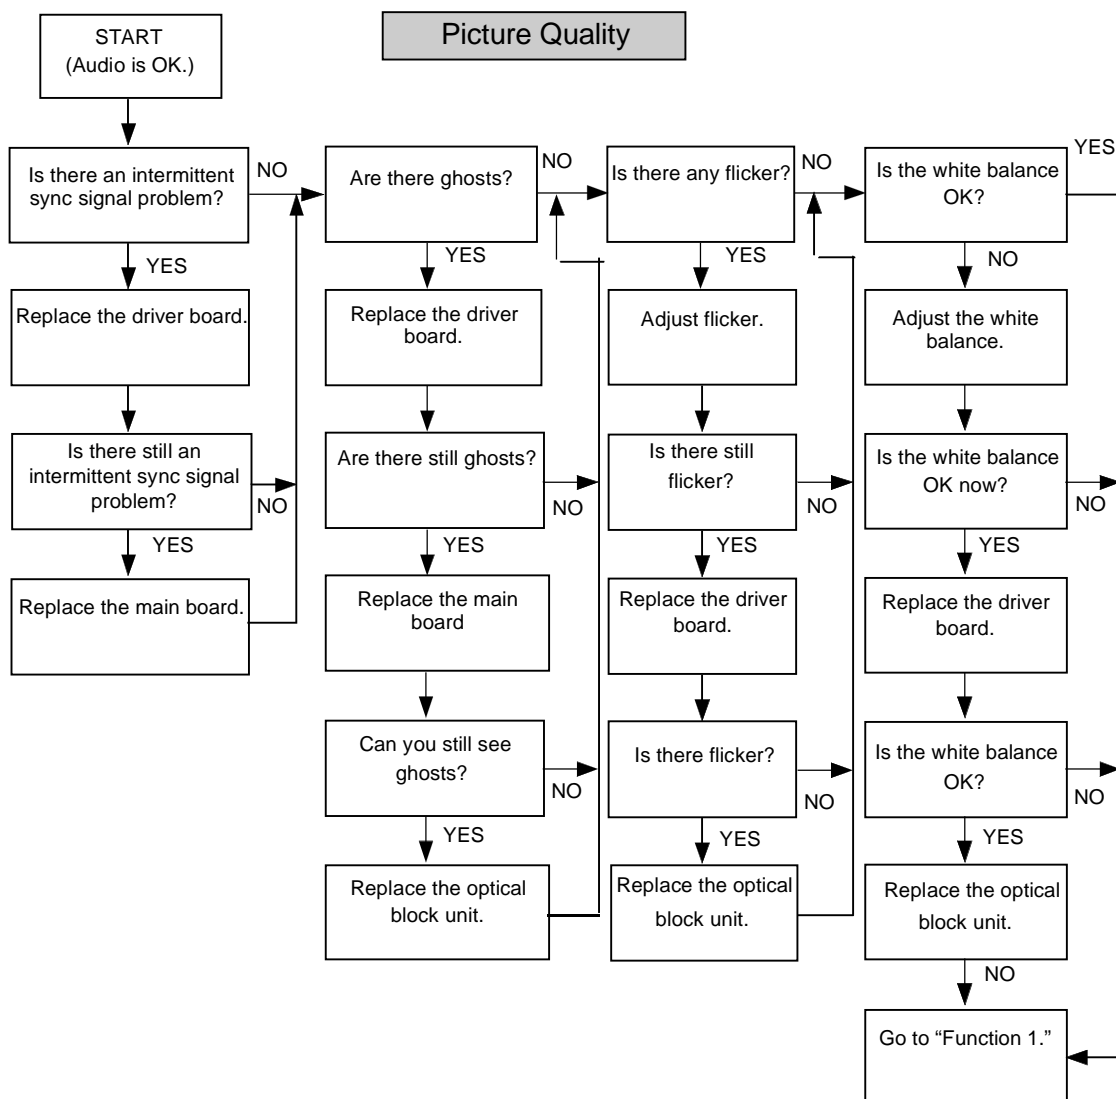 Picture Quality
START
(Audio is OK.)
Is there an intermittent
sync signal problem?
NO
YES
Replace the driver board.
Is there still an
intermittent sync signal
problem?
NO
YES
Replace the main board.
Are there ghosts?
NO
YES
Replace the driver
board.
Are there still ghosts?
NO
YES
Replace the main
board
Can you still see
ghosts?
NO
YES
Replace the optical
block unit.
Is there any flicker?
NO
YES
Adjust flicker.
Is there still
flicker?
NO
YES
Replace the driver
board.
Is there flicker?
NO
YES
Replace the optical
block unit.
Is the white balance
OK?
YES
NO
Adjust the white
balance.
Is the white balance
OK now?
NO
YES
Replace the driver
board.
Is the white balance
OK?
NO
YES
Replace the optical
block unit.
NO
Go to “Function 1.”